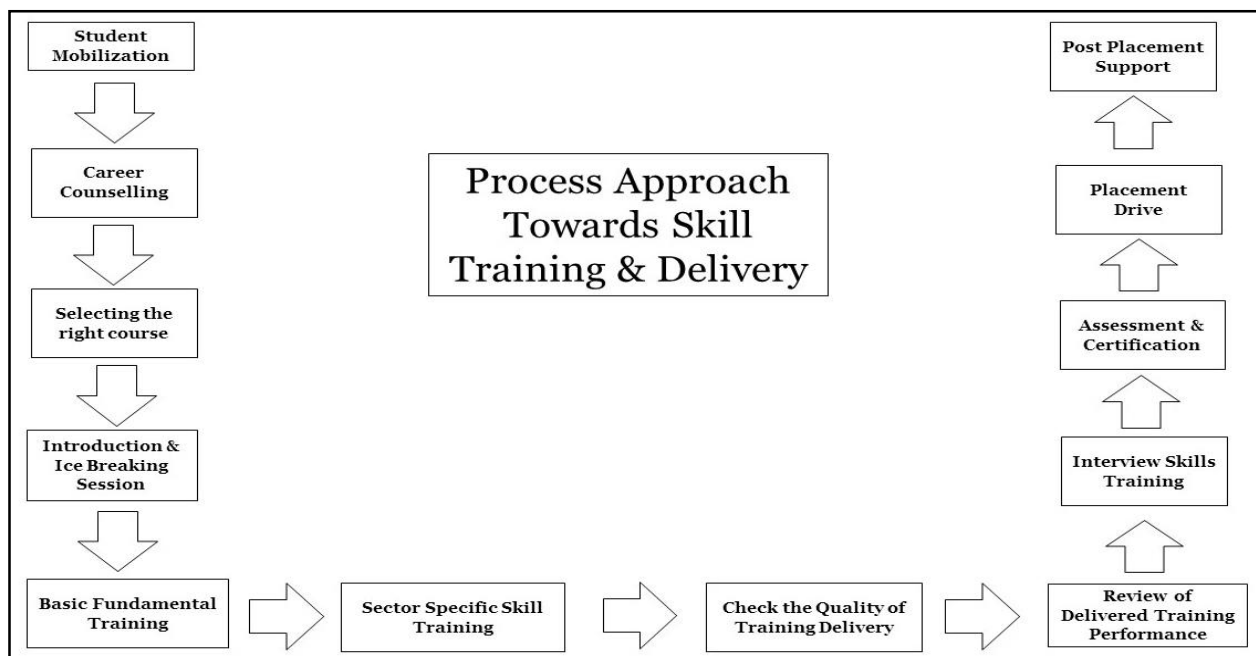 Student
Mobilization
Career
Counselling
Selecting the
right course
Introduction &
Ice Breaking
Session
Basic Fundamental
Training
Sector Specific Skill
Training
Check the Quality of
Training Delivery
Review of
Delivered Training
Performance
Interview Skills
Training
Assessment &
Certification
Placement
Drive
Post Placement
Support
Process Approach
Towards Skill
Training & Delivery